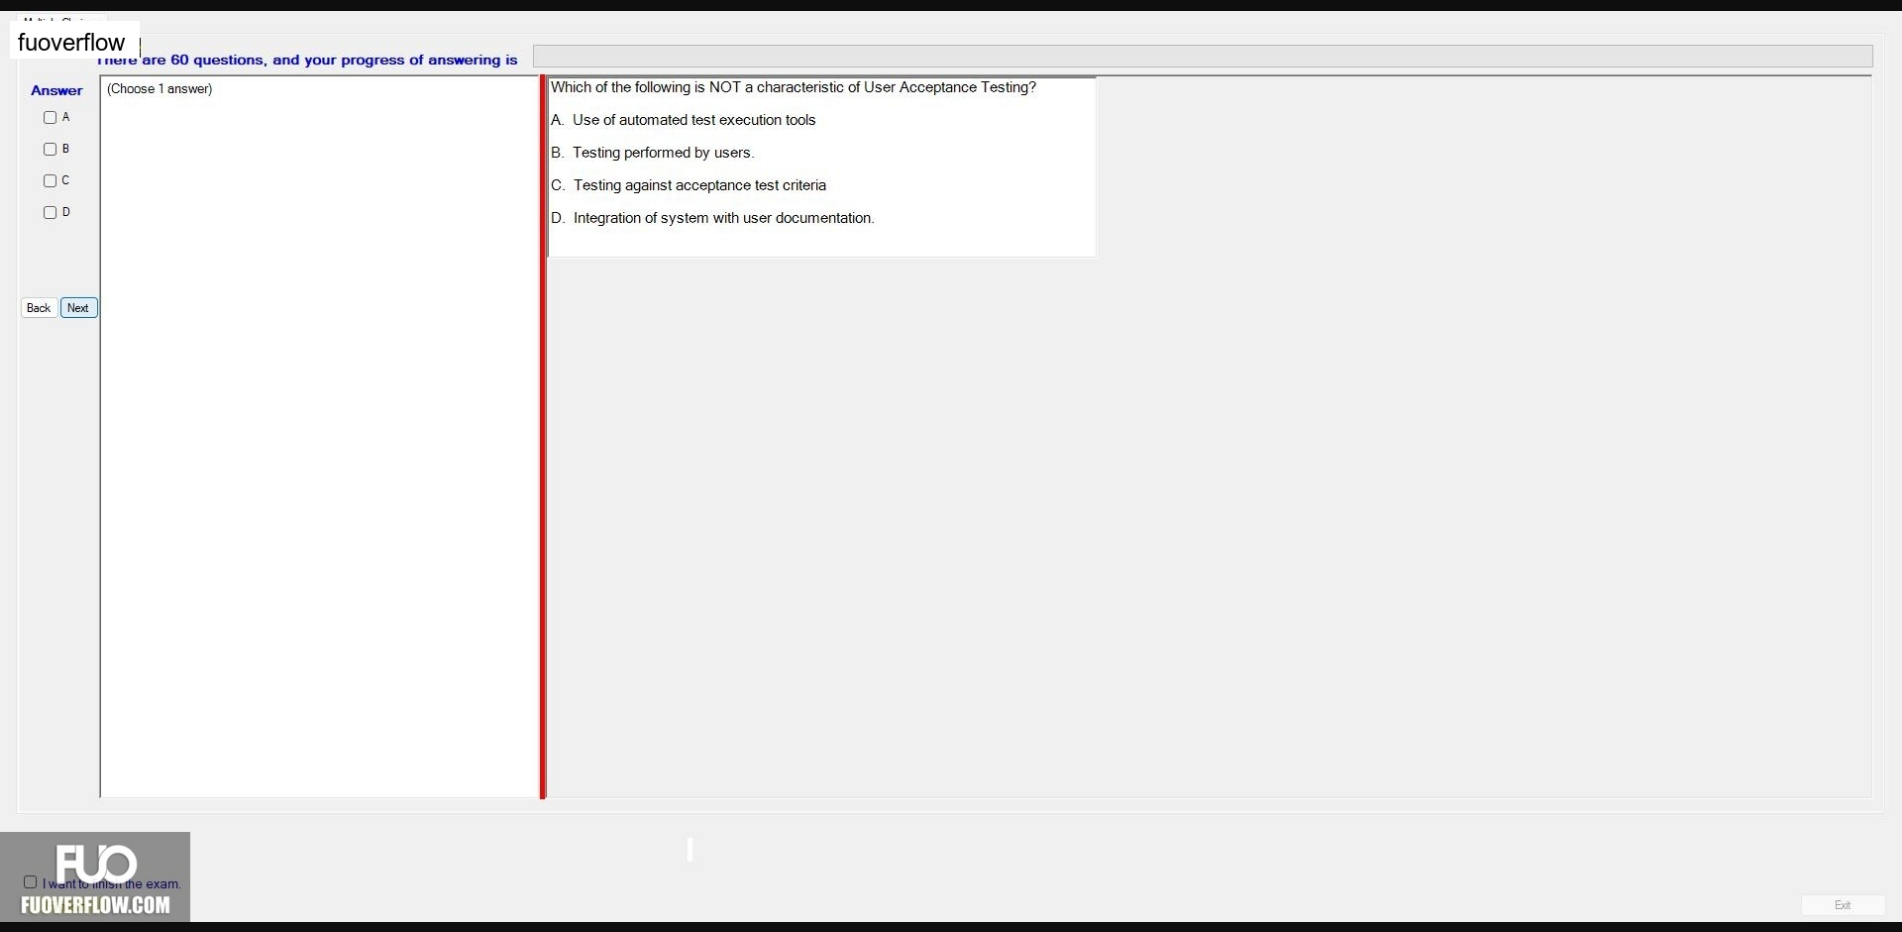 fuoverflow
There are 60 questions, and your progress of answering is
Answer
(Choose 1 answer)
A
B
C
D
Back
Next
Which of the following is NOT a characteristic of User Acceptance Testing?
A. Use of automated test execution tools
B. Testing performed by users.
C. Testing against acceptance test criteria
D. Integration of system with user documentation.
FUO
I want to finish the exam.
FUOVERFLOW.COM
Exit